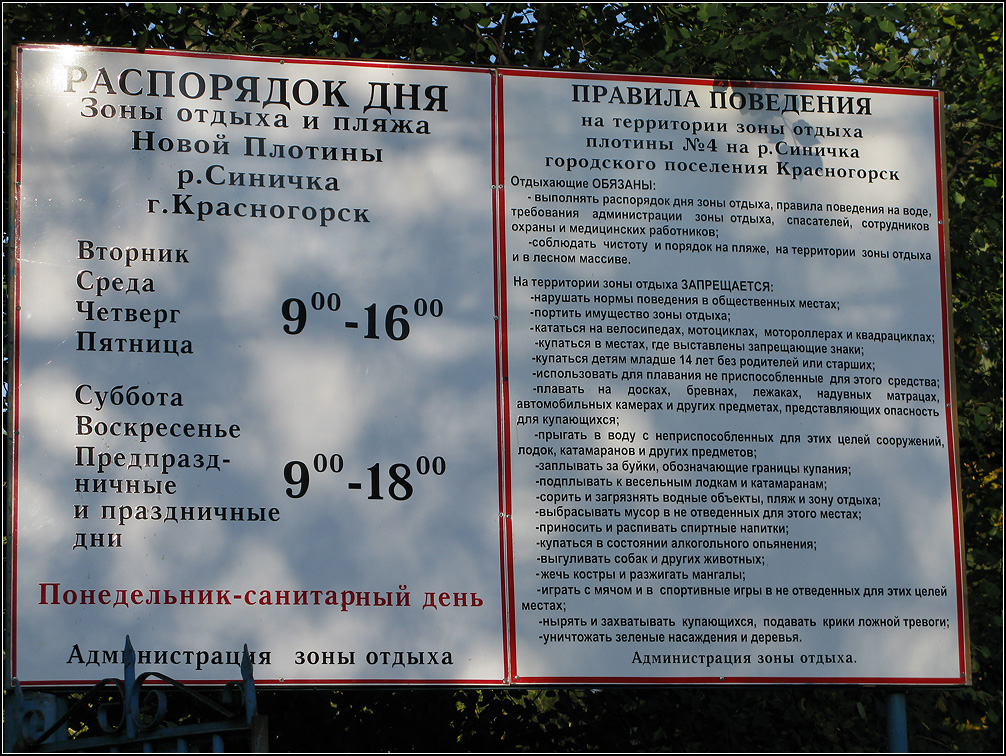 РАСПОРЯДОК ДНЯ
Зоны отдыха и пляжа
Новой Плотины
р.Синичка
г.Красногорск
Вторник
Среда
Четверг
Пятница
9⁰⁰-16⁰⁰
Суббота
Воскресенье
Предпразд-
ничные
и праздничные
дни
9⁰⁰-18⁰⁰
Понедельник-санитарный день
Администрация зоны отдыха
ПРАВИЛА ПОВЕДЕНИЯ
на территории зоны отдыха
плотины №4 на р.Синичка
городского поселения Красногорск
Отдыхающие ОБЯЗАНЫ:
- выполнять распорядок дня зоны отдыха, правила поведения на воде,
требования администрации зоны отдыха, спасателей, сотрудников
охраны и медицинских работников;
-соблюдать чистоту и порядок на пляже, на территории зоны отдыха
и в лесном массиве.
На территории зоны отдыха ЗАПРЕЩАЕТСЯ:
-нарушать нормы поведения в общественных местах;
-портить имущество зоны отдыха;
-кататься на велосипедах, мотоциклах, мотороллерах и квадрациклах;
-купаться в местах, где выставлены запрещающие знаки;
-купаться детям младше 14 лет без родителей или старших;
-использовать для плавания не приспособленные для этого средства;
-плавать на досках, бревнах, лежаках, надувных матрацах,
автомобильных камерах и других предметах, представляющих опасность
для купающихся;
-прыгать в воду с неприспособленных для этих целей сооружений,
лодок, катамаранов и других предметов;
-заплывать за буйки, обозначающие границы купания;
-подплывать к весельным лодкам и катамаранам;
-сорить и загрязнять водные объекты, пляж и зону отдыха;
-выбрасывать мусор в не отведенных для этого местах;
-приносить и распивать спиртные напитки;
-купаться в состоянии алкогольного опьянения;
-выгуливать собак и других животных;
-жечь костры и разжигать мангалы;
-играть с мячом и в спортивные игры в не отведенных для этих целей
местах;
-нырять и захватывать купающихся, подавать крики ложной тревоги;
-уничтожать зеленые насаждения и деревья.
Администрация зоны отдыха.